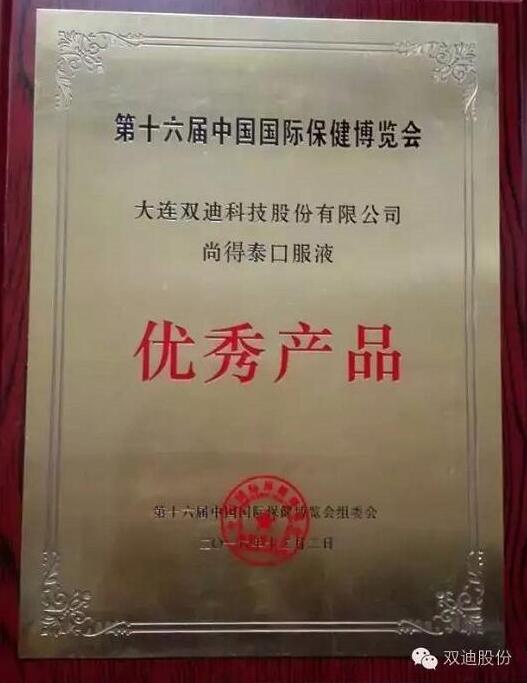 第十六届中国国际保健博览会
大连双迪科技股份有限公司
尚得泰口服液
优秀产品
第十六届中国国际保健博览会组委会
双迪股份